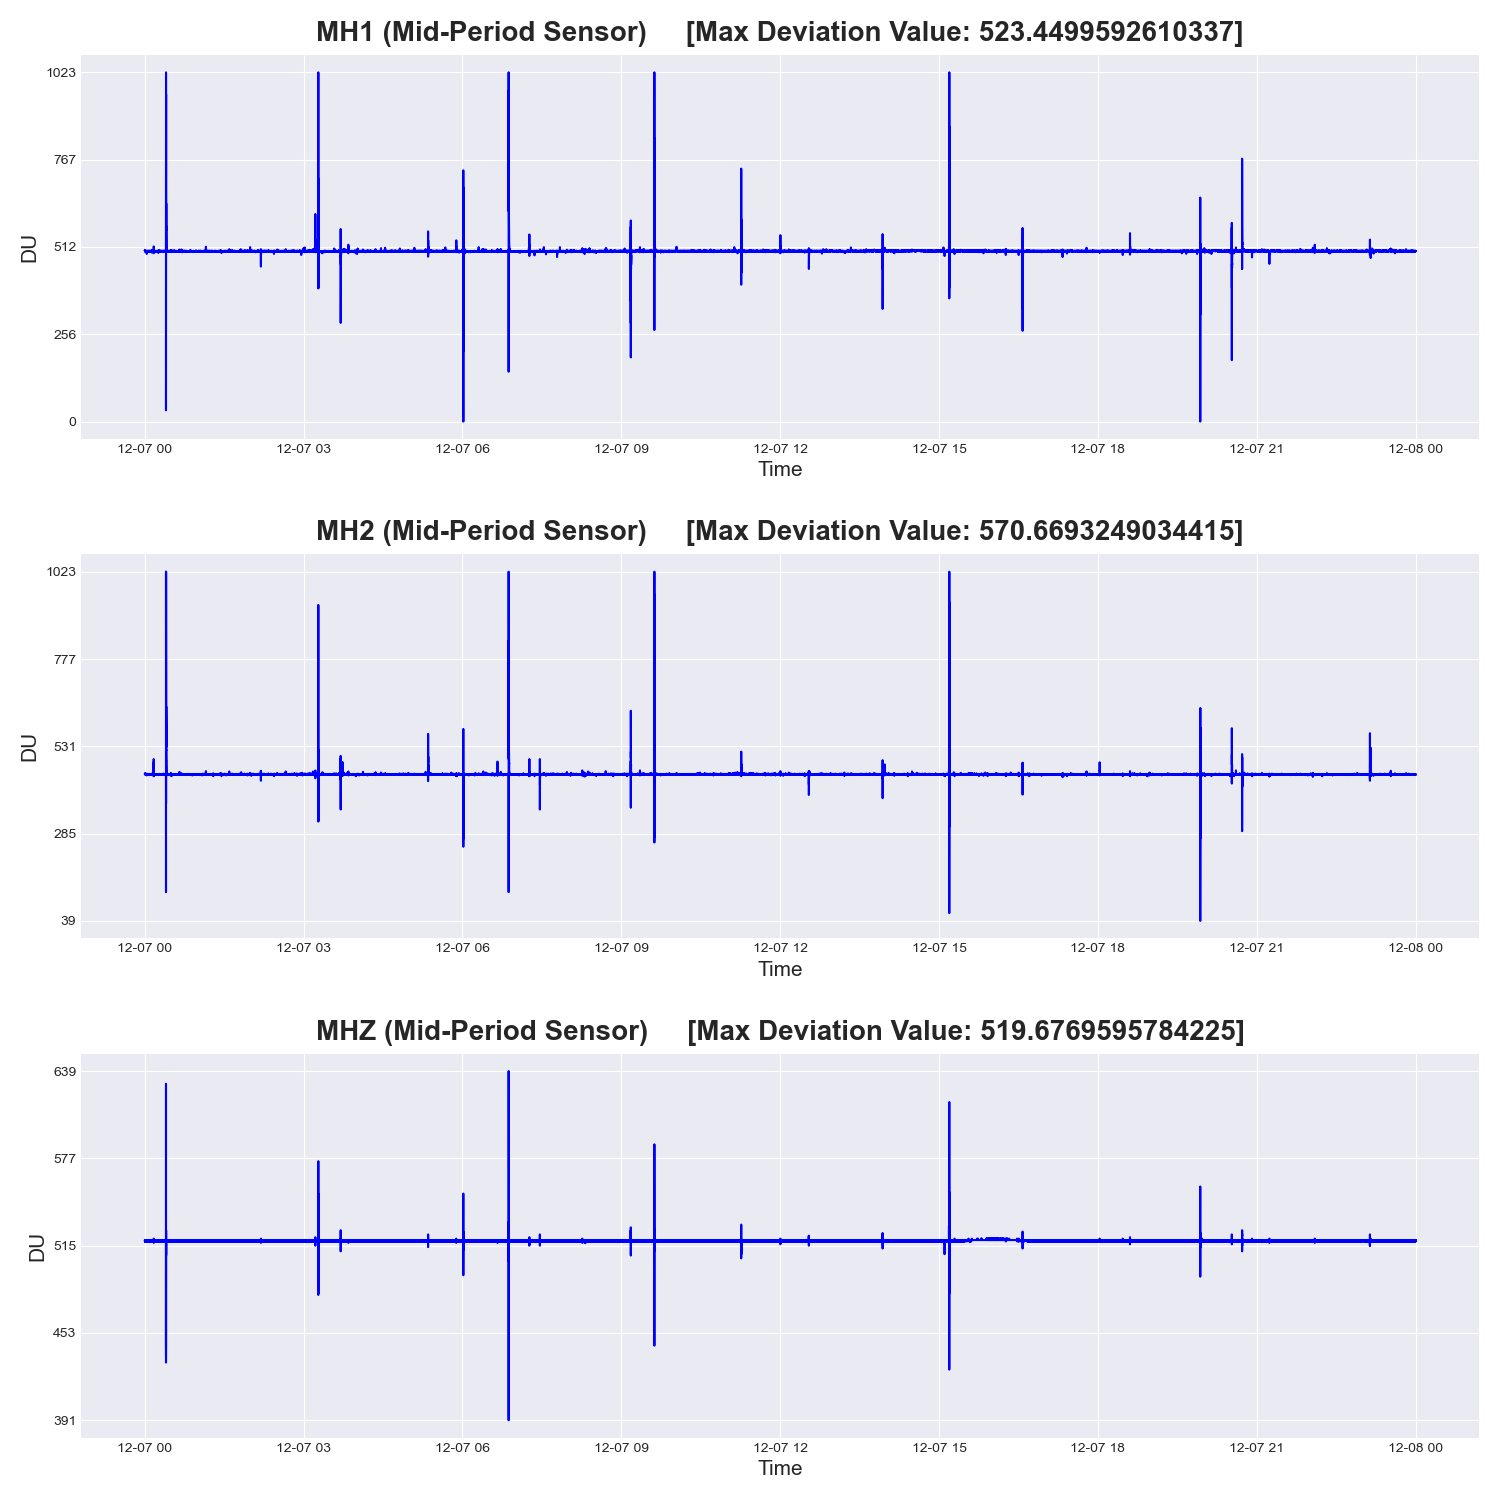 MH1 (Mid-Period Sensor) [Max Deviation Value: 523.4499592610337]
1023
767
512
256
0
DU
12-07 00 12-07 03 12-07 06 12-07 09 12-07 12 12-07 15 12-07 18 12-07 21 12-08 00
Time
MH2 (Mid-Period Sensor) [Max Deviation Value: 570.6693249034415]
1023
777
531
285
39
DU
12-07 00 12-07 03 12-07 06 12-07 09 12-07 12 12-07 15 12-07 18 12-07 21 12-08 00
Time
MHZ (Mid-Period Sensor) [Max Deviation Value: 519.6769595784225]
639
577
515
453
391
DU
12-07 00 12-07 03 12-07 06 12-07 09 12-07 12 12-07 15 12-07 18 12-07 21 12-08 00
Time